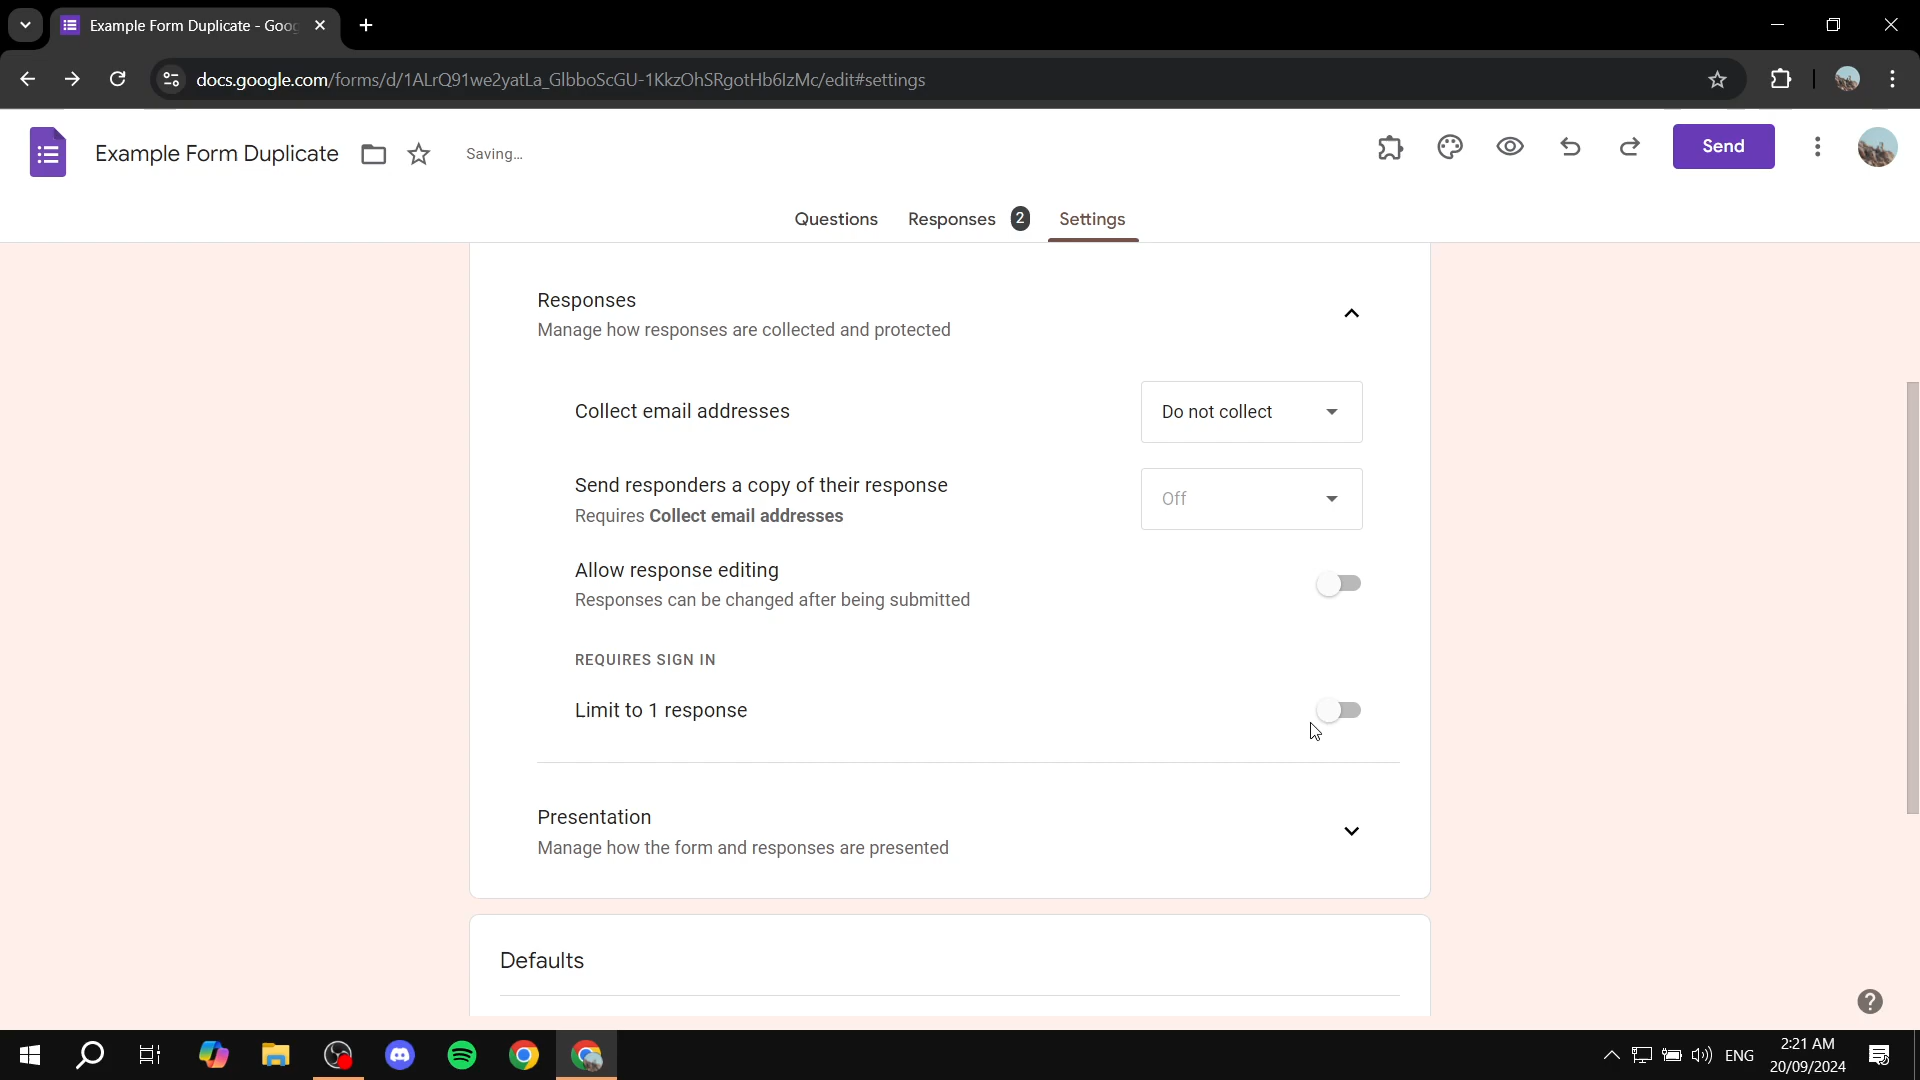 Example Form Duplicate - Goog
docs.google.com/forms/d/1ALrQ91we2yatLa_GlbboScGU-1KkzOhSRgotHb6IzMc/edit#settings
Example Form Duplicate
Saving...
Send
Questions
Responses 2
Settings
Responses
Manage how responses are collected and protected
Collect email addresses
Do not collect
Send responders a copy of their response
Requires Collect email addresses
Off
Allow response editing
Responses can be changed after being submitted
REQUIRES SIGN IN
Limit to 1 response
Presentation
Manage how the form and responses are presented
Defaults
ENG
2:21 AM
20/09/2024